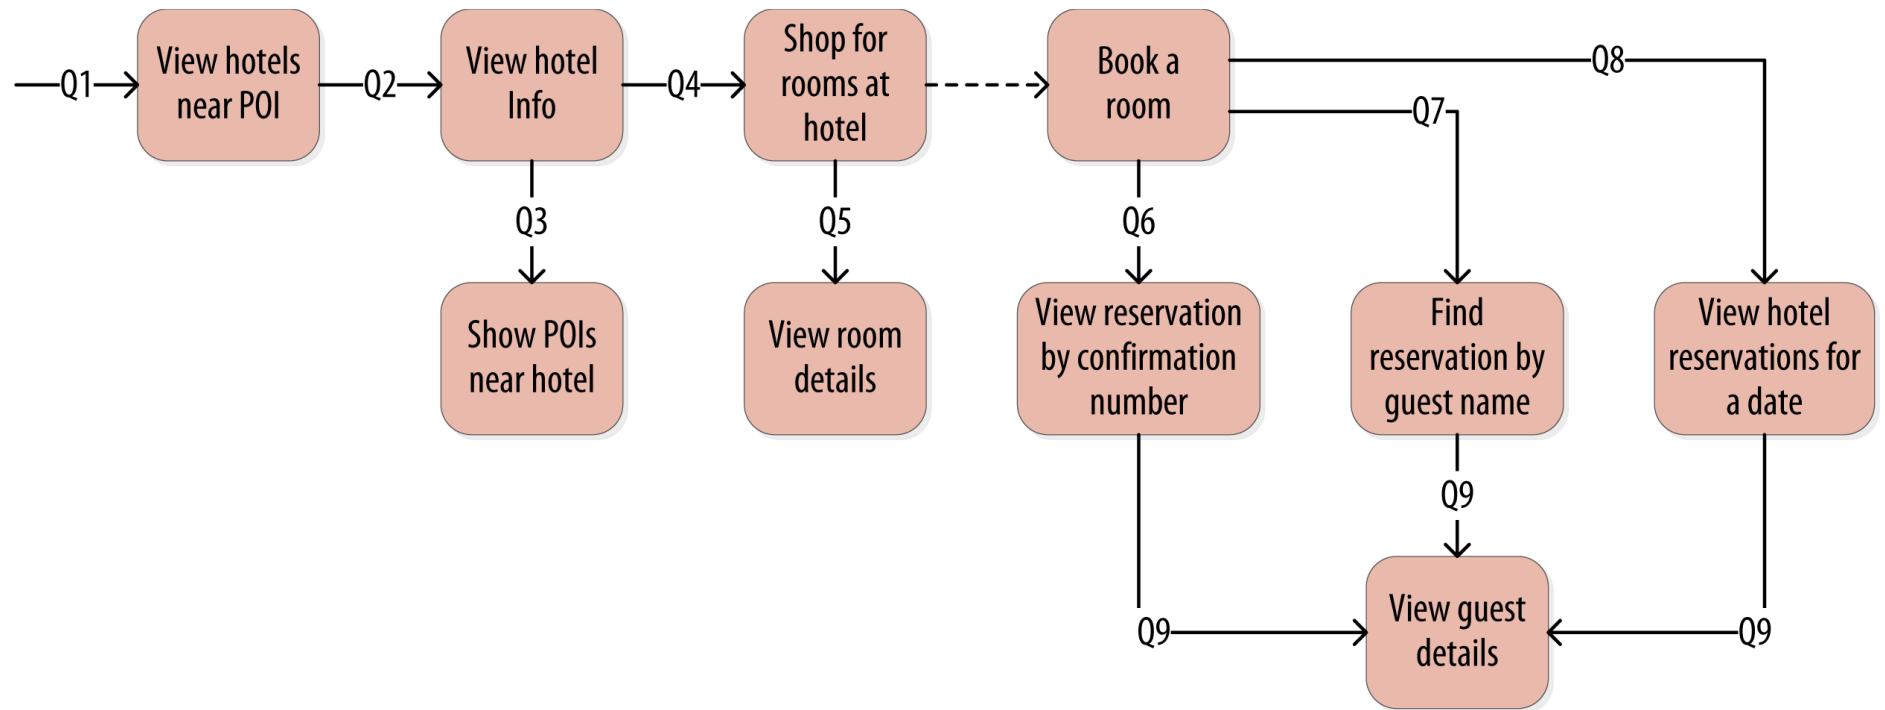 Q1
View hotels
near POI
Q2
View hotel
Info
Q4
Shop for
rooms at
hotel
Book a
room
Q8
Q7
Q3
Q5
Q6
Show POIs
near hotel
View room
details
View reservation
by confirmation
number
Find
reservation by
guest name
View hotel
reservations for
a date
Q9
Q9
View guest
details
Q9